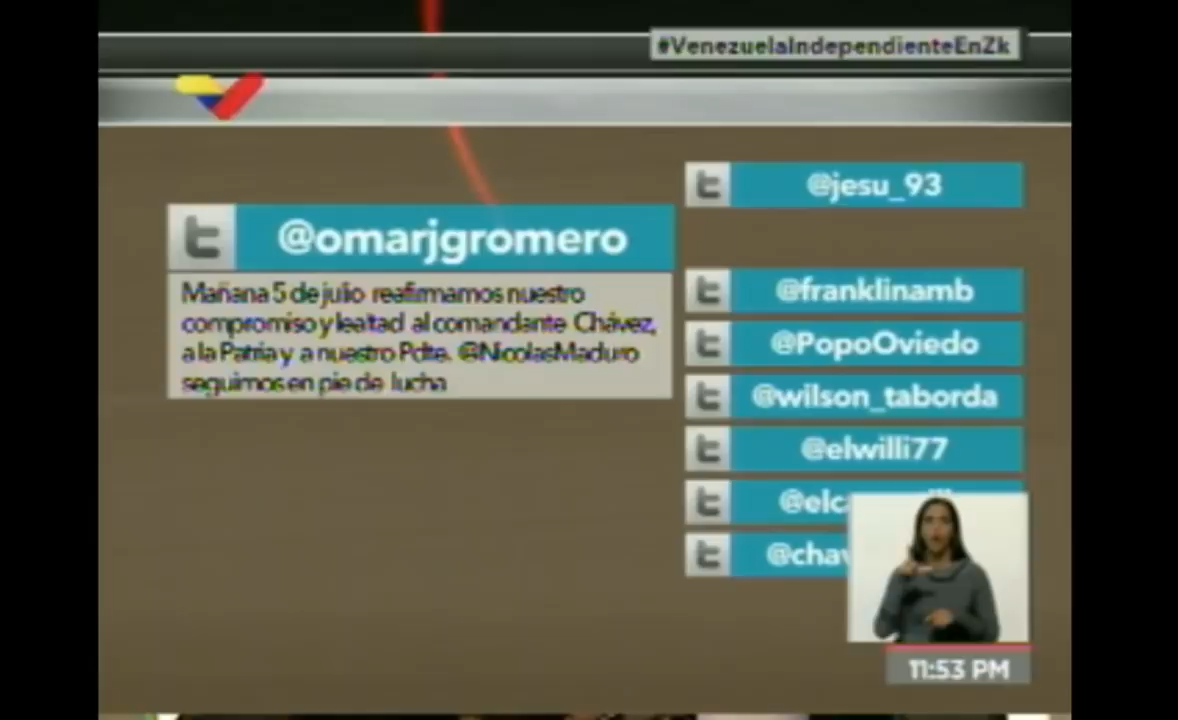 #VenezuelaIndependienteEnZk
@jesu_93
@omarjgromero
Mañana 5 de julio reafirmamos nuestro
compromiso y leatad al comandante Chávez,
a la Patria y a nuestro Pdte. @NicolasMaduro
seguimos en pie de lucha
@franklinamb
@PopoOviedo
@wilson_taborda
@elwilli77
11:53 PM